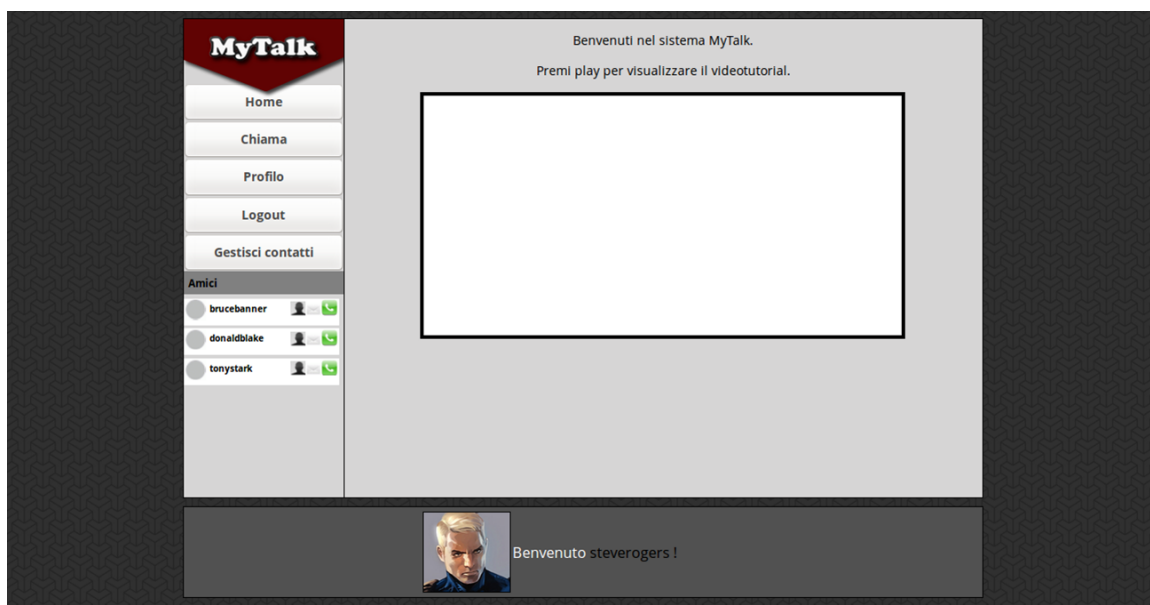 MyTalk
Home
Chiama
Profilo
Logout
Gestisci contatti
Amici
brucebanner
donaldblake
tonystark
Benvenuti nel sistema MyTalk.
Premi play per visualizzare il videotutorial.
Benvenuto steverogers !